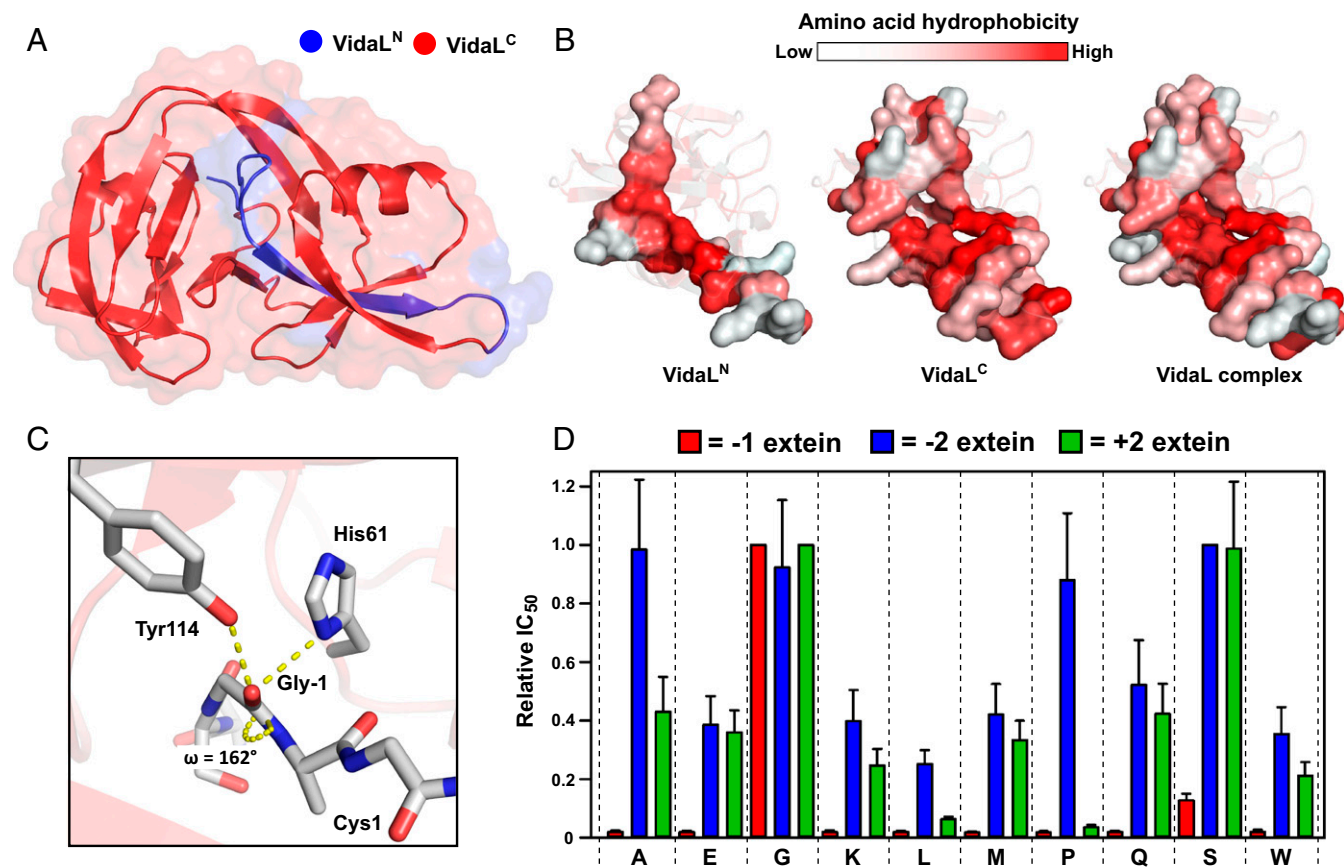 A
VidaL^N VidaL^C
B
Amino acid hydrophobicity
Low High
VidaL^N VidaL^C VidaL complex
C
His61
Tyr114
Gly-1
ω = 162°
Cys1
D
= -1 extein = -2 extein = +2 extein
Relative IC₅₀
1.2
1.0
0.8
0.6
0.4
0.2
0
A E G K L M P Q S W